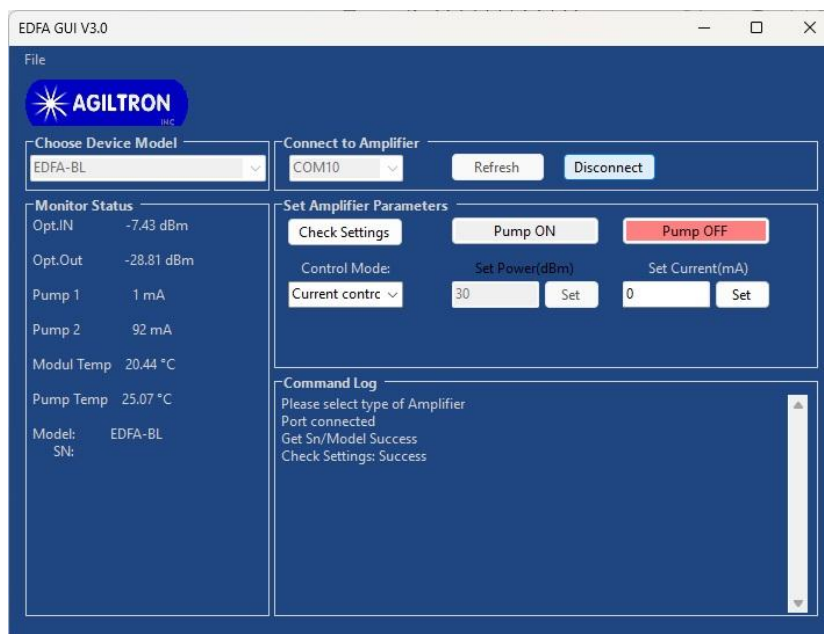 EDFA GUI V3.0
File
AGILTRON
INC
Choose Device Model
EDFA-BL
Connect to Amplifier
COM10
Refresh
Disconnect
Monitor Status
Opt.IN -7.43 dBm
Opt.Out -28.81 dBm
Pump 1 1 mA
Pump 2 92 mA
Modul Temp 20.44 °C
Pump Temp 25.07 °C
Model: EDFA-BL
SN:
Set Amplifier Parameters
Check Settings
Pump ON
Pump OFF
Control Mode:
Set Power(dBm)
Set Current(mA)
Current contrc
30
Set
0
Set
Command Log
Please select type of Amplifier
Port connected
Get Sn/Model Success
Check Settings: Success